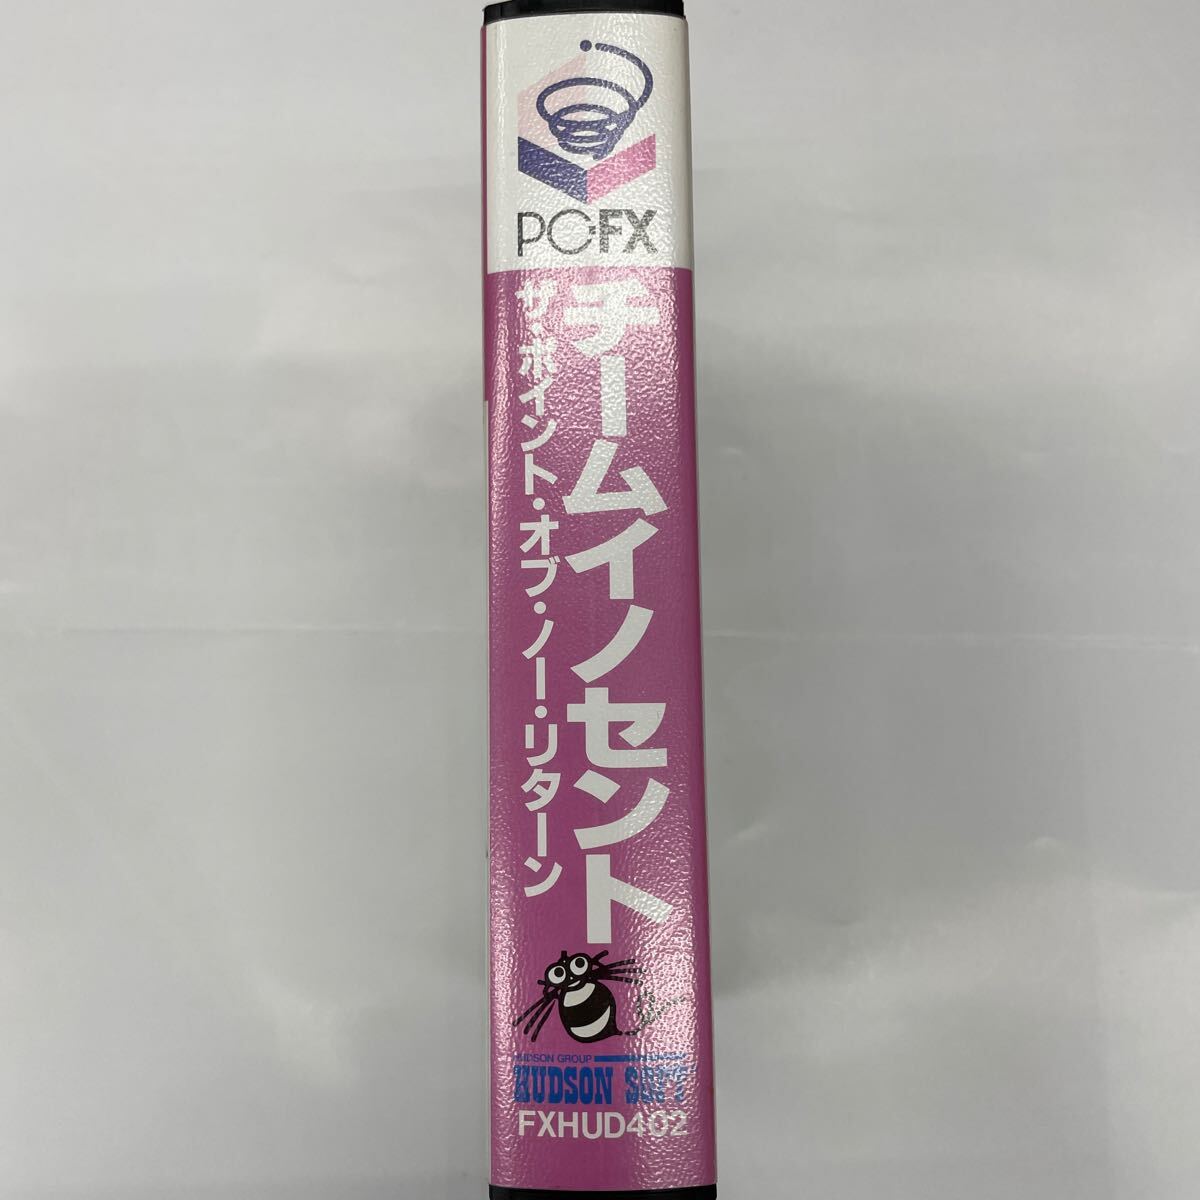 PC-FX
チームイノセント
ザ・ポイント・オブ・ノー・リターン
HUDSON GROUP
HUDSON SOFT
FXHUD402